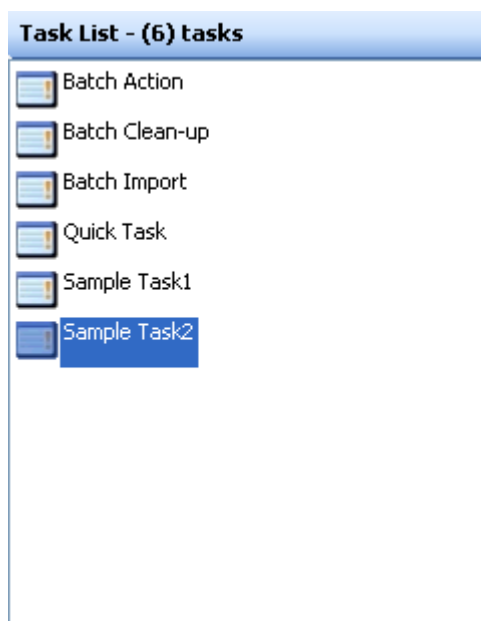 Task List - (6) tasks
Batch Action
Batch Clean-up
Batch Import
Quick Task
Sample Task1
Sample Task2